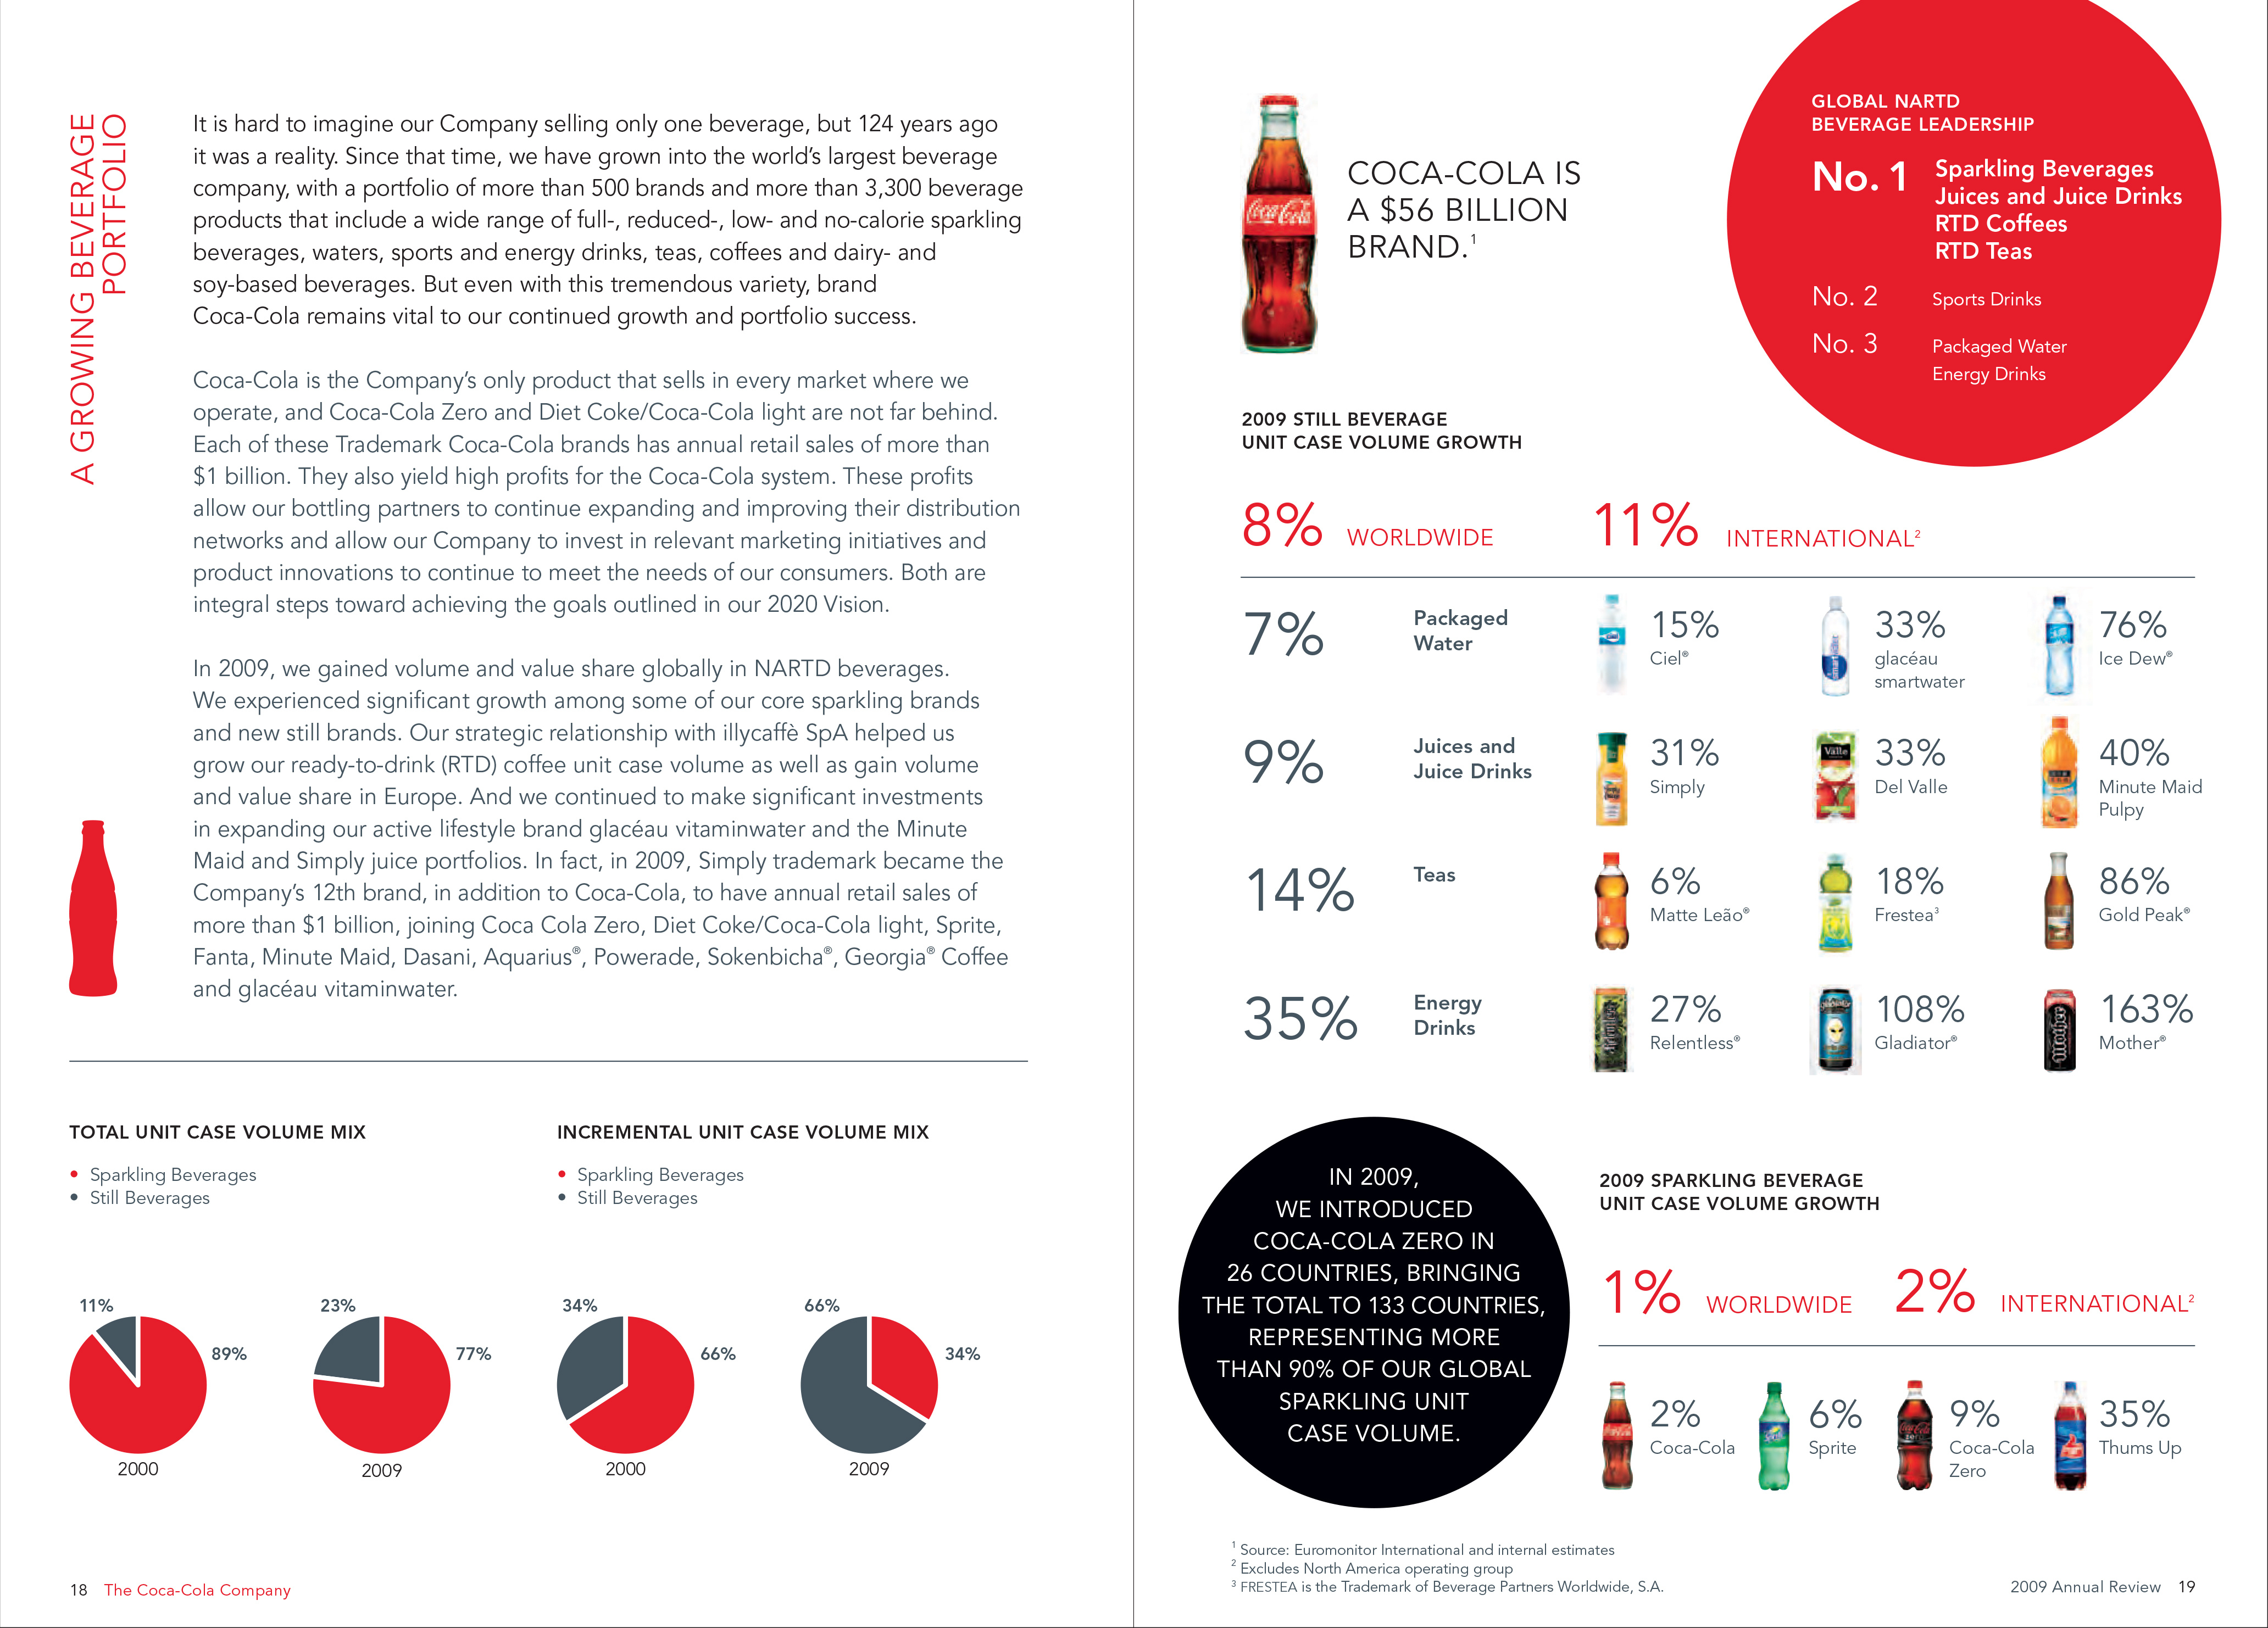 A GROWING BEVERAGE
PORTFOLIO
It is hard to imagine our Company selling only one beverage, but 124 years ago
it was a reality. Since that time, we have grown into the world’s largest beverage
company, with a portfolio of more than 500 brands and more than 3,300 beverage
products that include a wide range of full-, reduced-, low- and no-calorie sparkling
beverages, waters, sports and energy drinks, teas, coffees and dairy- and
soy-based beverages. But even with this tremendous variety, brand
Coca-Cola remains vital to our continued growth and portfolio success.
Coca-Cola is the Company’s only product that sells in every market where we
operate, and Coca-Cola Zero and Diet Coke/Coca-Cola light are not far behind.
Each of these Trademark Coca-Cola brands has annual retail sales of more than
$1 billion. They also yield high profits for the Coca-Cola system. These profits
allow our bottling partners to continue expanding and improving their distribution
networks and allow our Company to invest in relevant marketing initiatives and
product innovations to continue to meet the needs of our consumers. Both are
integral steps toward achieving the goals outlined in our 2020 Vision.
In 2009, we gained volume and value share globally in NARTD beverages.
We experienced significant growth among some of our core sparkling brands
and new still brands. Our strategic relationship with illycaffè SpA helped us
grow our ready-to-drink (RTD) coffee unit case volume as well as gain volume
and value share in Europe. And we continued to make significant investments
in expanding our active lifestyle brand glacéau vitaminwater and the Minute
Maid and Simply juice portfolios. In fact, in 2009, Simply trademark became the
Company’s 12th brand, in addition to Coca-Cola, to have annual retail sales of
more than $1 billion, joining Coca Cola Zero, Diet Coke/Coca-Cola light, Sprite,
Fanta, Minute Maid, Dasani, Aquarius®, Powerade, Sokenbicha®, Georgia® Coffee
and glacéau vitaminwater.
TOTAL UNIT CASE VOLUME MIX
• Sparkling Beverages
• Still Beverages
11%
89%
2000
23%
77%
2009
INCREMENTAL UNIT CASE VOLUME MIX
• Sparkling Beverages
• Still Beverages
34%
66%
2000
66%
34%
2009
18 The Coca-Cola Company
Coca-Cola
COCA-COLA IS
A $56 BILLION
BRAND.1
GLOBAL NARTD
BEVERAGE LEADERSHIP
No. 1 Sparkling Beverages
Juices and Juice Drinks
RTD Coffees
RTD Teas
No. 2 Sports Drinks
No. 3 Packaged Water
Energy Drinks
2009 STILL BEVERAGE
UNIT CASE VOLUME GROWTH
8% WORLDWIDE 11% INTERNATIONAL2
7% Packaged
Water
15%
Ciel®
33%
glacéau
smartwater
76%
Ice Dew®
9% Juices and
Juice Drinks
31%
Simply
Valle
33%
Del Valle
40%
Minute Maid
Pulpy
14% Teas
6%
Matte Leão®
18%
Frestea3
86%
Gold Peak®
35% Energy
Drinks
27%
Relentless®
108%
Gladiator®
Mother
163%
Mother®
IN 2009,
WE INTRODUCED
COCA-COLA ZERO IN
26 COUNTRIES, BRINGING
THE TOTAL TO 133 COUNTRIES,
REPRESENTING MORE
THAN 90% OF OUR GLOBAL
SPARKLING UNIT
CASE VOLUME.
2009 SPARKLING BEVERAGE
UNIT CASE VOLUME GROWTH
1% WORLDWIDE 2% INTERNATIONAL2
2%
Coca-Cola
Sprite
6%
Sprite
9%
Coca-Cola
Zero
35%
Thums Up
1 Source: Euromonitor International and internal estimates
2 Excludes North America operating group
3 FRESTEA is the Trademark of Beverage Partners Worldwide, S.A.
2009 Annual Review 19